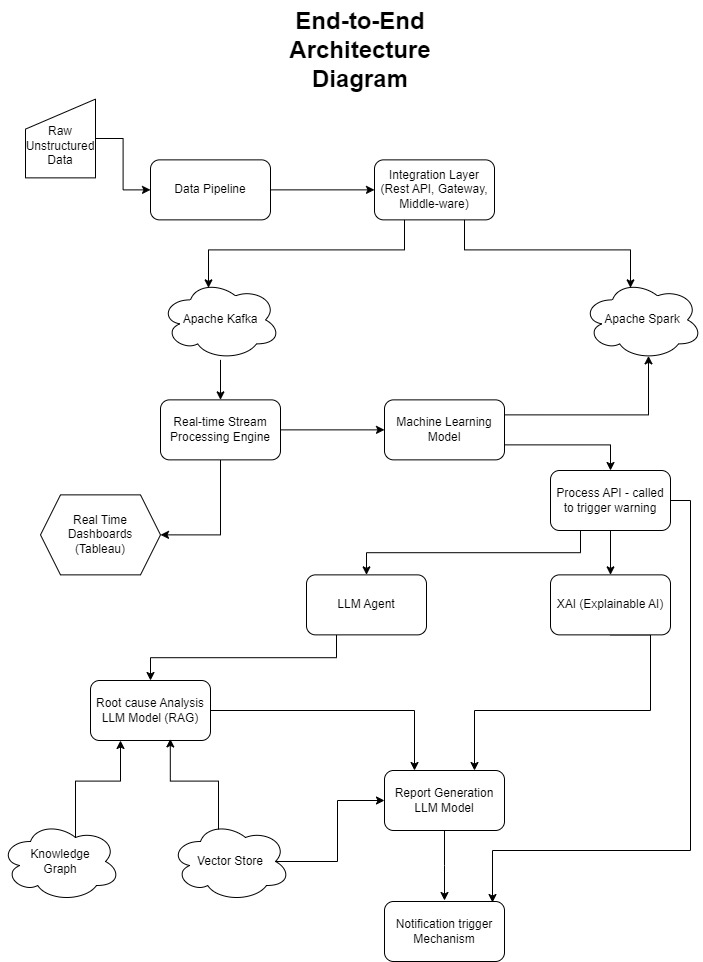 End-to-End
Architecture
Diagram
Raw
Unstructured
Data
Data Pipeline
Integration Layer
(Rest API, Gateway,
Middle-ware)
Apache Kafka
Apache Spark
Real-time Stream
Processing Engine
Machine Learning
Model
Process API - called
to trigger warning
Real Time
Dashboards
(Tableau)
LLM Agent
XAI (Explainable AI)
Root cause Analysis
LLM Model (RAG)
Report Generation
LLM Model
Knowledge
Graph
Vector Store
Notification trigger
Mechanism